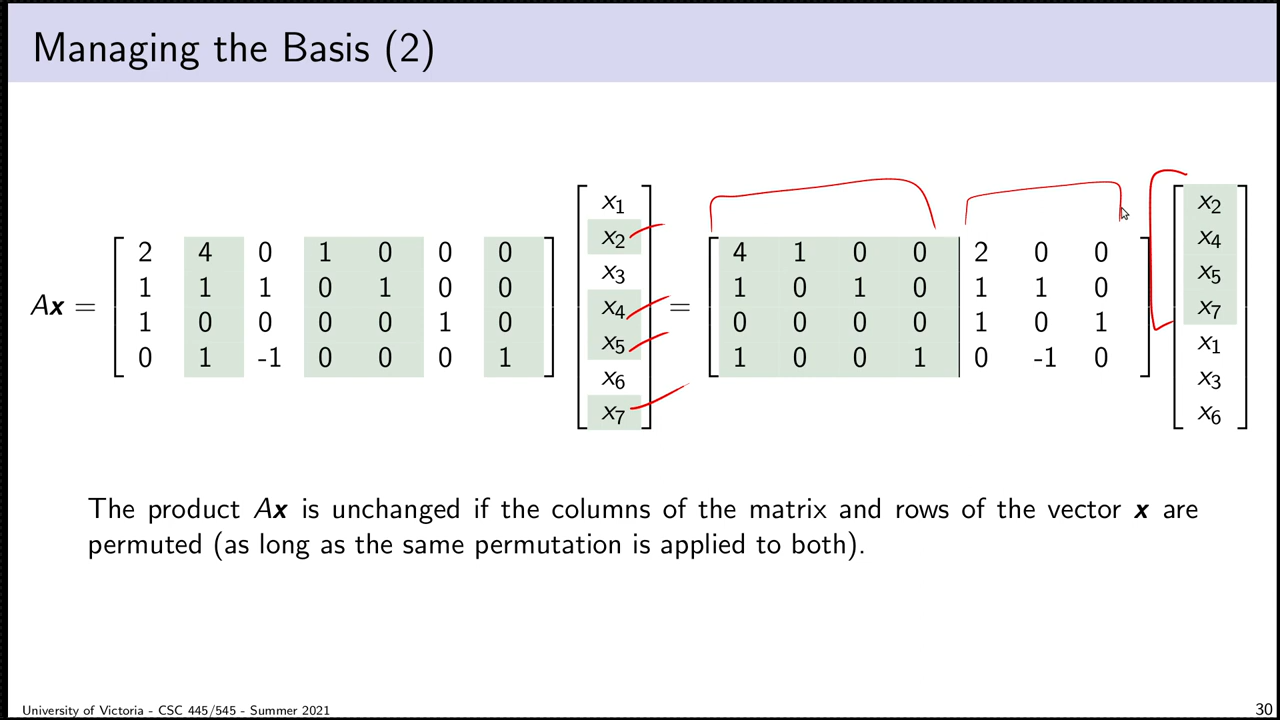 Managing the Basis (2)
Ax =
2 4 0 1 0 0 0
1 1 1 0 1 0 0
1 0 0 0 0 1 0
0 1 -1 0 0 0 1
x1
x2
x3
x4
x5
x6
x7
=
4 1 0 0 2 0 0
1 0 1 0 1 1 0
0 0 0 0 1 0 1
1 0 0 1 0 -1 0
x2
x4
x5
x7
x1
x3
x6
The product Ax is unchanged if the columns of the matrix and rows of the vector x are
permuted (as long as the same permutation is applied to both).
University of Victoria - CSC 445/545 - Summer 2021
30